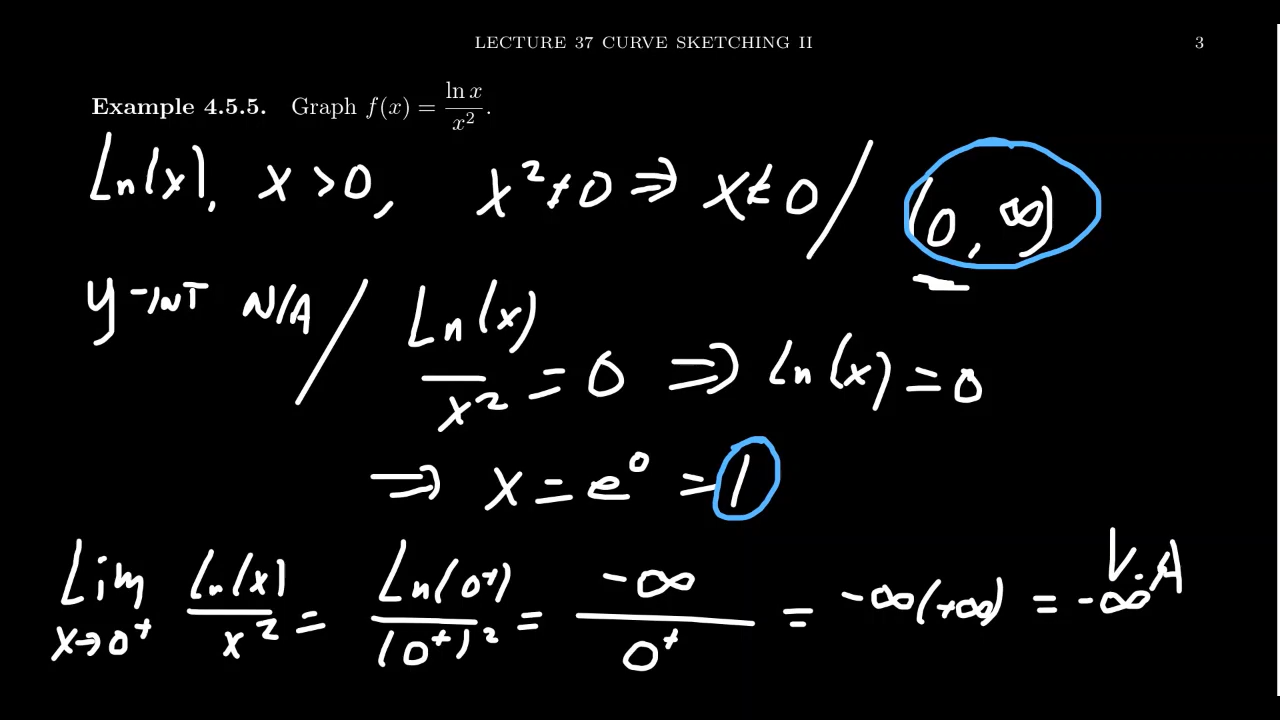 LECTURE 37 CURVE SKETCHING II 3
Example 4.5.5. Graph f(x) = ln x / x².
Ln(x), x > 0, x² ≠ 0 ⇒ x ≠ 0 / (0, ∞)
y-int N/A / Ln(x)/x² = 0 ⇒ Ln(x) = 0
⇒ x = e⁰ = 1
V.A
Lim x→0⁺ Ln(x)/x² = Ln(0⁺)/(0⁺)² = -∞/0⁺ = -∞(+∞) = -∞